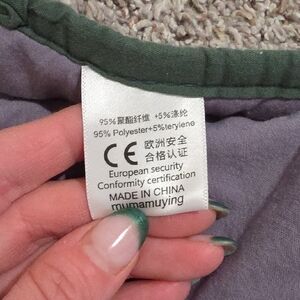 95%聚酯纤维 +5%涤纶
95% Polyester+5%terylene
CE 欧洲安全
合格认证
European security
Conformity certification
MADE IN CHINA
mumamuying